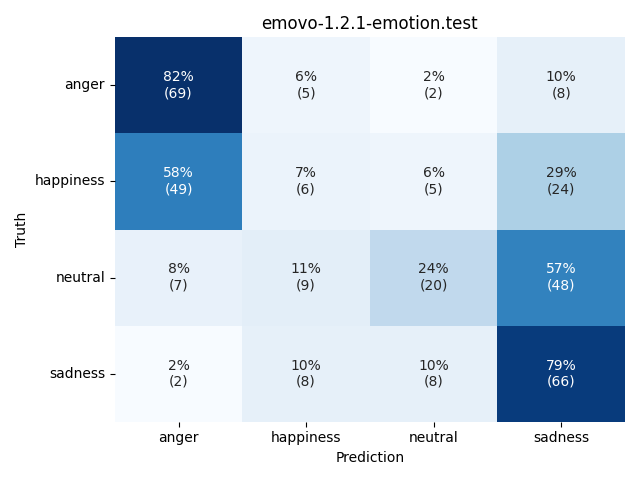 emovo-1.2.1-emotion.test
Truth
anger
82% 6% 2% 10%
(69) (5) (2) (8)
happiness
58% 7% 6% 29%
(49) (6) (5) (24)
neutral
8% 11% 24% 57%
(7) (9) (20) (48)
sadness
2% 10% 10% 79%
(2) (8) (8) (66)
anger happiness neutral sadness
Prediction